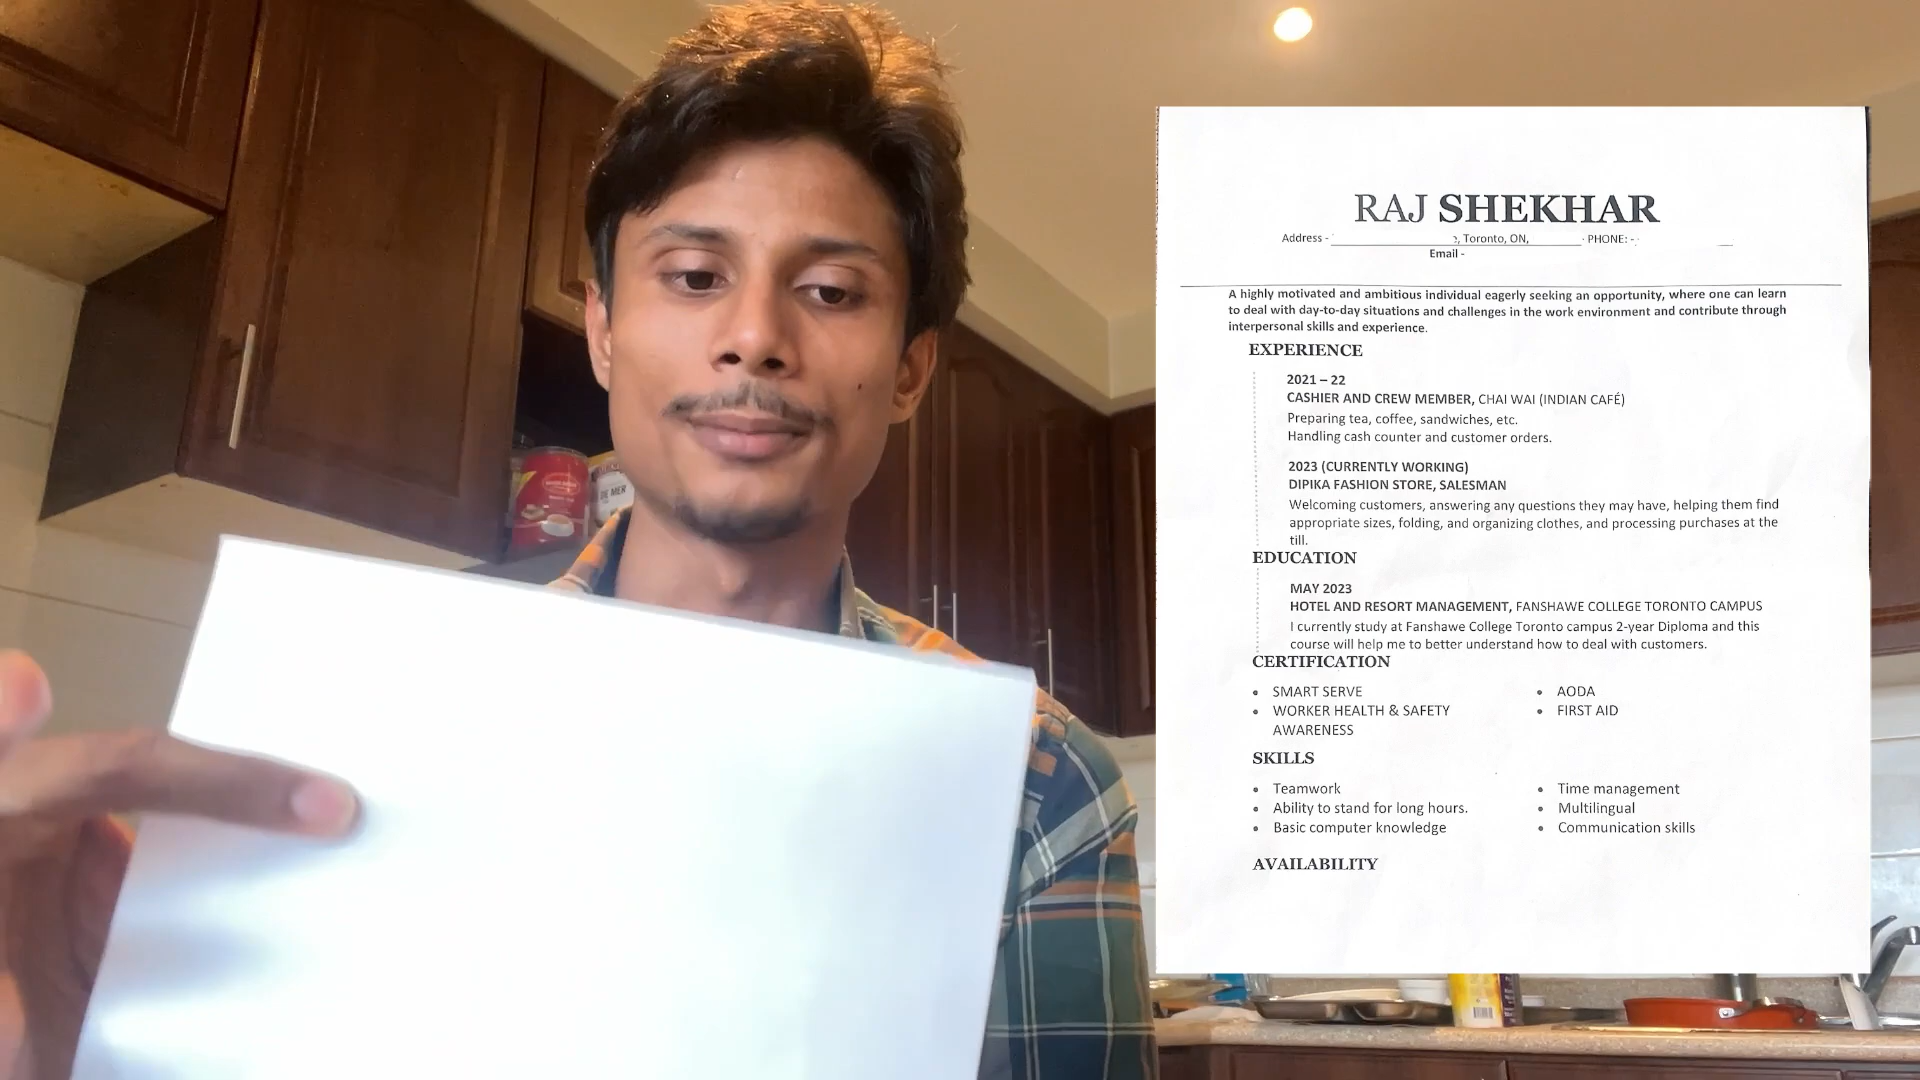 RAJ SHEKHAR
Address - , Toronto, ON, PHONE: -
Email -
A highly motivated and ambitious individual eagerly seeking an opportunity, where one can learn
to deal with day-to-day situations and challenges in the work environment and contribute through
interpersonal skills and experience.
EXPERIENCE
2021 – 22
CASHIER AND CREW MEMBER, CHAI WAI (INDIAN CAFÉ)
Preparing tea, coffee, sandwiches, etc.
Handling cash counter and customer orders.
2023 (CURRENTLY WORKING)
DIPIKA FASHION STORE, SALESMAN
Welcoming customers, answering any questions they may have, helping them find
appropriate sizes, folding, and organizing clothes, and processing purchases at the
till.
EDUCATION
MAY 2023
HOTEL AND RESORT MANAGEMENT, FANSHAWE COLLEGE TORONTO CAMPUS
I currently study at Fanshawe College Toronto campus 2-year Diploma and this
course will help me to better understand how to deal with customers.
CERTIFICATION
• SMART SERVE
• WORKER HEALTH & SAFETY
AWARENESS
• AODA
• FIRST AID
SKILLS
• Teamwork
• Ability to stand for long hours.
• Basic computer knowledge
• Time management
• Multilingual
• Communication skills
AVAILABILITY
DE MER